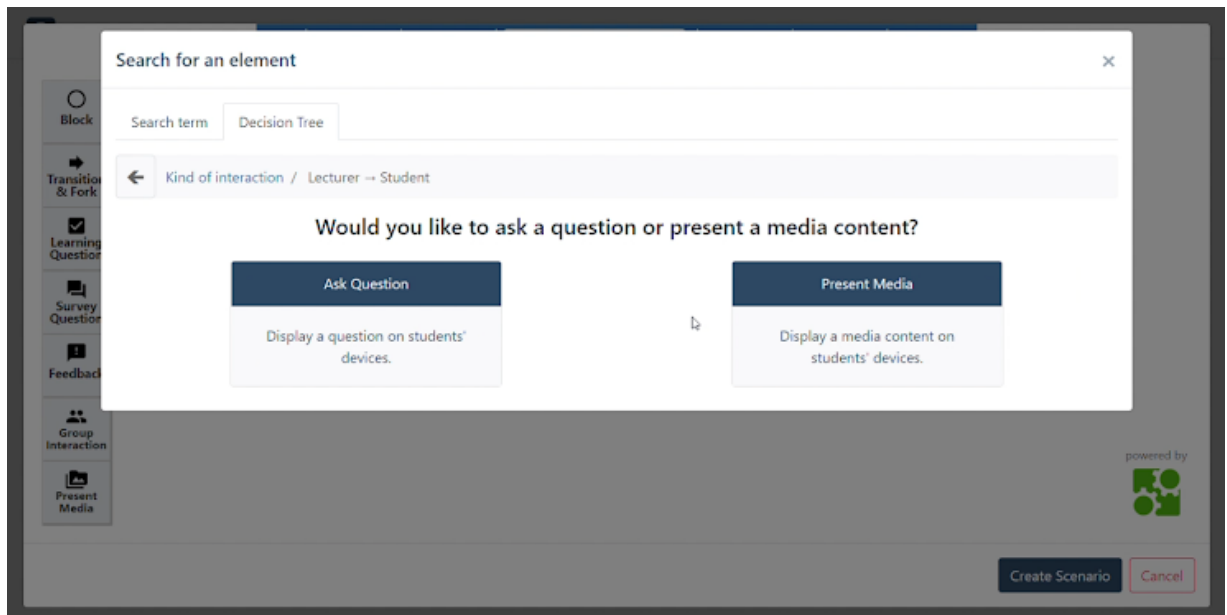 Search for an element
×
Search term
Decision Tree
Kind of interaction / Lecturer → Student
Would you like to ask a question or present a media content?
Ask Question
Display a question on students'
devices.
Present Media
Display a media content on
students' devices.
Block
Transition
& Fork
Learning
Question
Survey
Question
Feedback
Group
Interaction
Present
Media
powered by
Create Scenario
Cancel